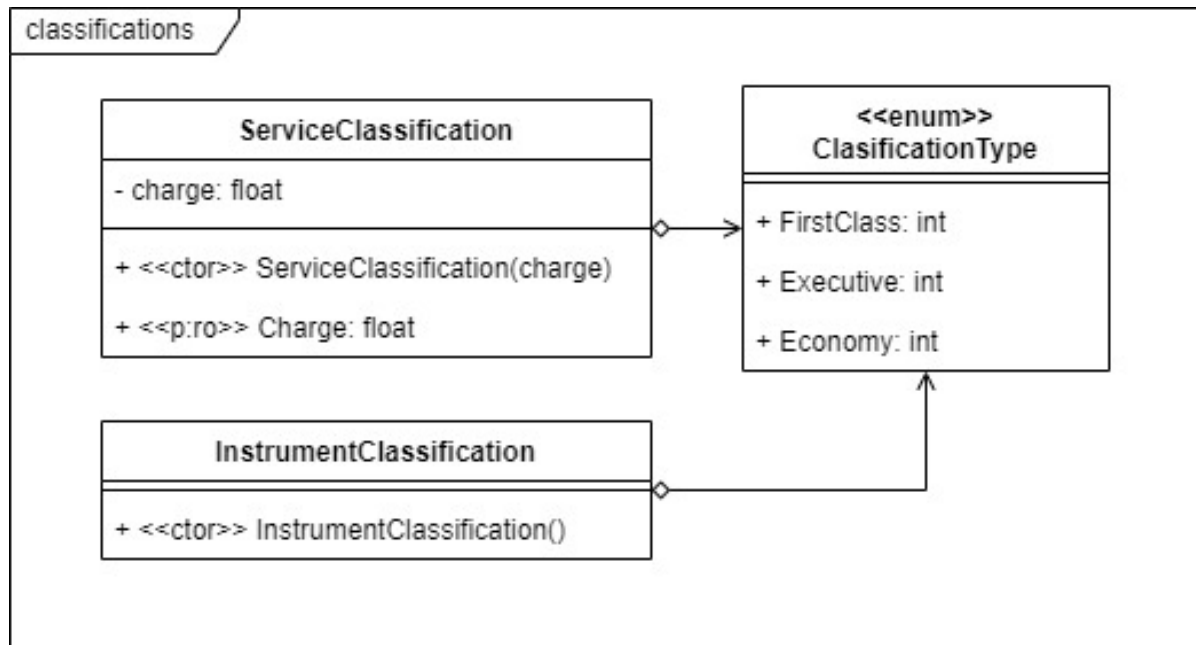 classifications
ServiceClassification
- charge: float
+ <<ctor>> ServiceClassification(charge)
+ <<p:ro>> Charge: float
<<enum>>
ClasificationType
+ FirstClass: int
+ Executive: int
+ Economy: int
InstrumentClassification
+ <<ctor>> InstrumentClassification()